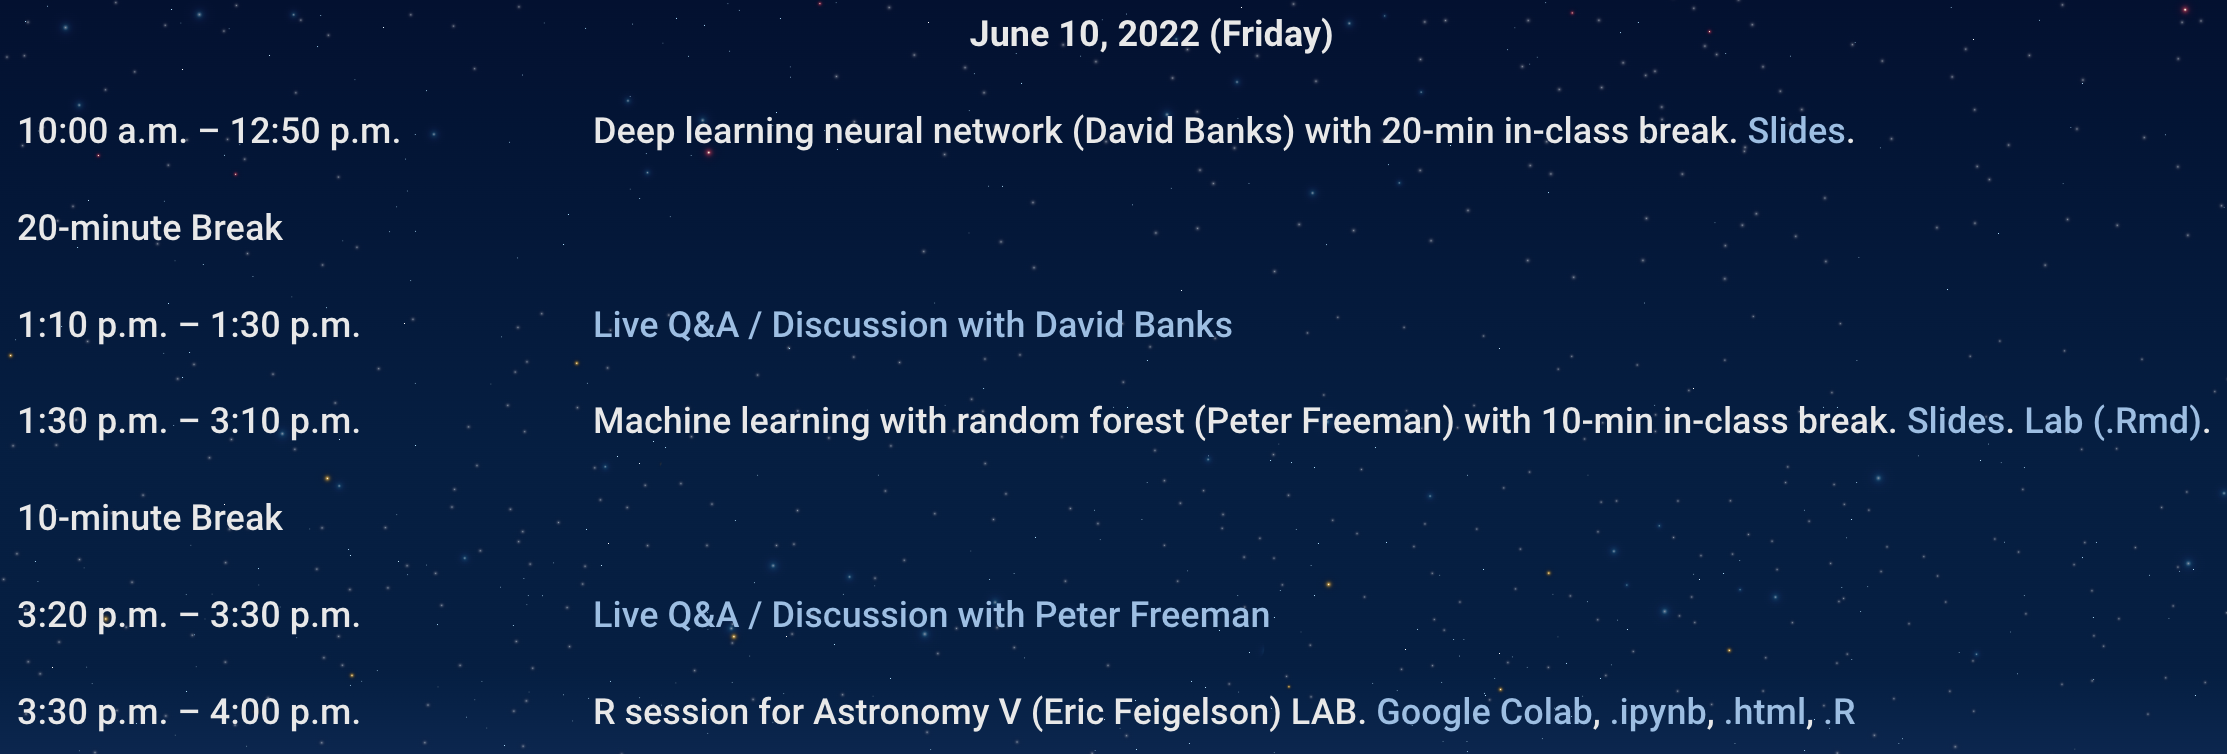 June 10, 2022 (Friday)
10:00 a.m. – 12:50 p.m. Deep learning neural network (David Banks) with 20-min in-class break. Slides.
20-minute Break
1:10 p.m. – 1:30 p.m. Live Q&A / Discussion with David Banks
1:30 p.m. – 3:10 p.m. Machine learning with random forest (Peter Freeman) with 10-min in-class break. Slides. Lab (.Rmd).
10-minute Break
3:20 p.m. – 3:30 p.m. Live Q&A / Discussion with Peter Freeman
3:30 p.m. – 4:00 p.m. R session for Astronomy V (Eric Feigelson) LAB. Google Colab, .ipynb, .html, .R